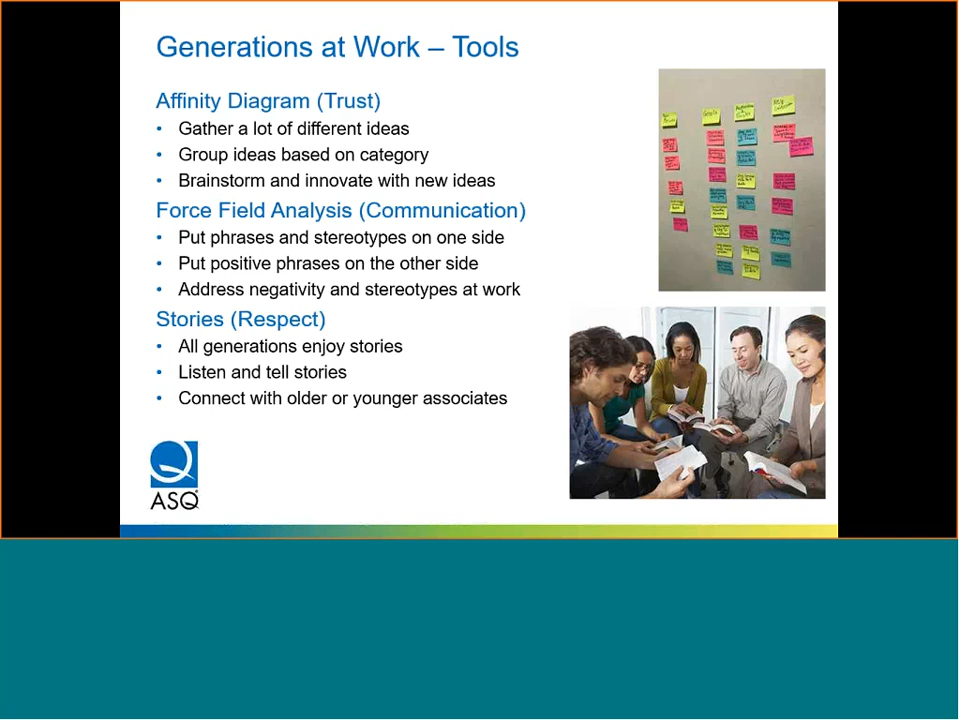 Generations at Work – Tools
Affinity Diagram (Trust)
• Gather a lot of different ideas
• Group ideas based on category
• Brainstorm and innovate with new ideas
Force Field Analysis (Communication)
• Put phrases and stereotypes on one side
• Put positive phrases on the other side
• Address negativity and stereotypes at work
Stories (Respect)
• All generations enjoy stories
• Listen and tell stories
• Connect with older or younger associates
ASQ